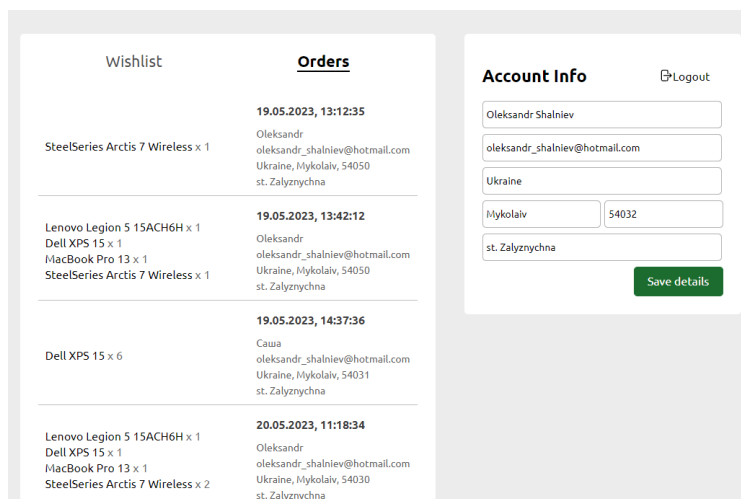 Wishlist
Orders
SteelSeries Arctis 7 Wireless x 1
19.05.2023, 13:12:35
Oleksandr
oleksandr_shalniev@hotmail.com
Ukraine, Mykolaiv, 54050
st. Zalyznychna
Lenovo Legion 5 15ACH6H x 1
Dell XPS 15 x 1
MacBook Pro 13 x 1
SteelSeries Arctis 7 Wireless x 1
19.05.2023, 13:42:12
Oleksandr
oleksandr_shalniev@hotmail.com
Ukraine, Mykolaiv, 54050
st. Zalyznychna
Dell XPS 15 x 6
19.05.2023, 14:37:36
Саша
oleksandr_shalniev@hotmail.com
Ukraine, Mykolaiv, 54031
st. Zalyznychna
Lenovo Legion 5 15ACH6H x 1
Dell XPS 15 x 1
MacBook Pro 13 x 1
SteelSeries Arctis 7 Wireless x 2
20.05.2023, 11:18:34
Oleksandr
oleksandr_shalniev@hotmail.com
Ukraine, Mykolaiv, 54030
st. Zalyznychna
Account Info
Logout
Oleksandr Shalniev
oleksandr_shalniev@hotmail.com
Ukraine
Mykolaiv
54032
st. Zalyznychna
Save details